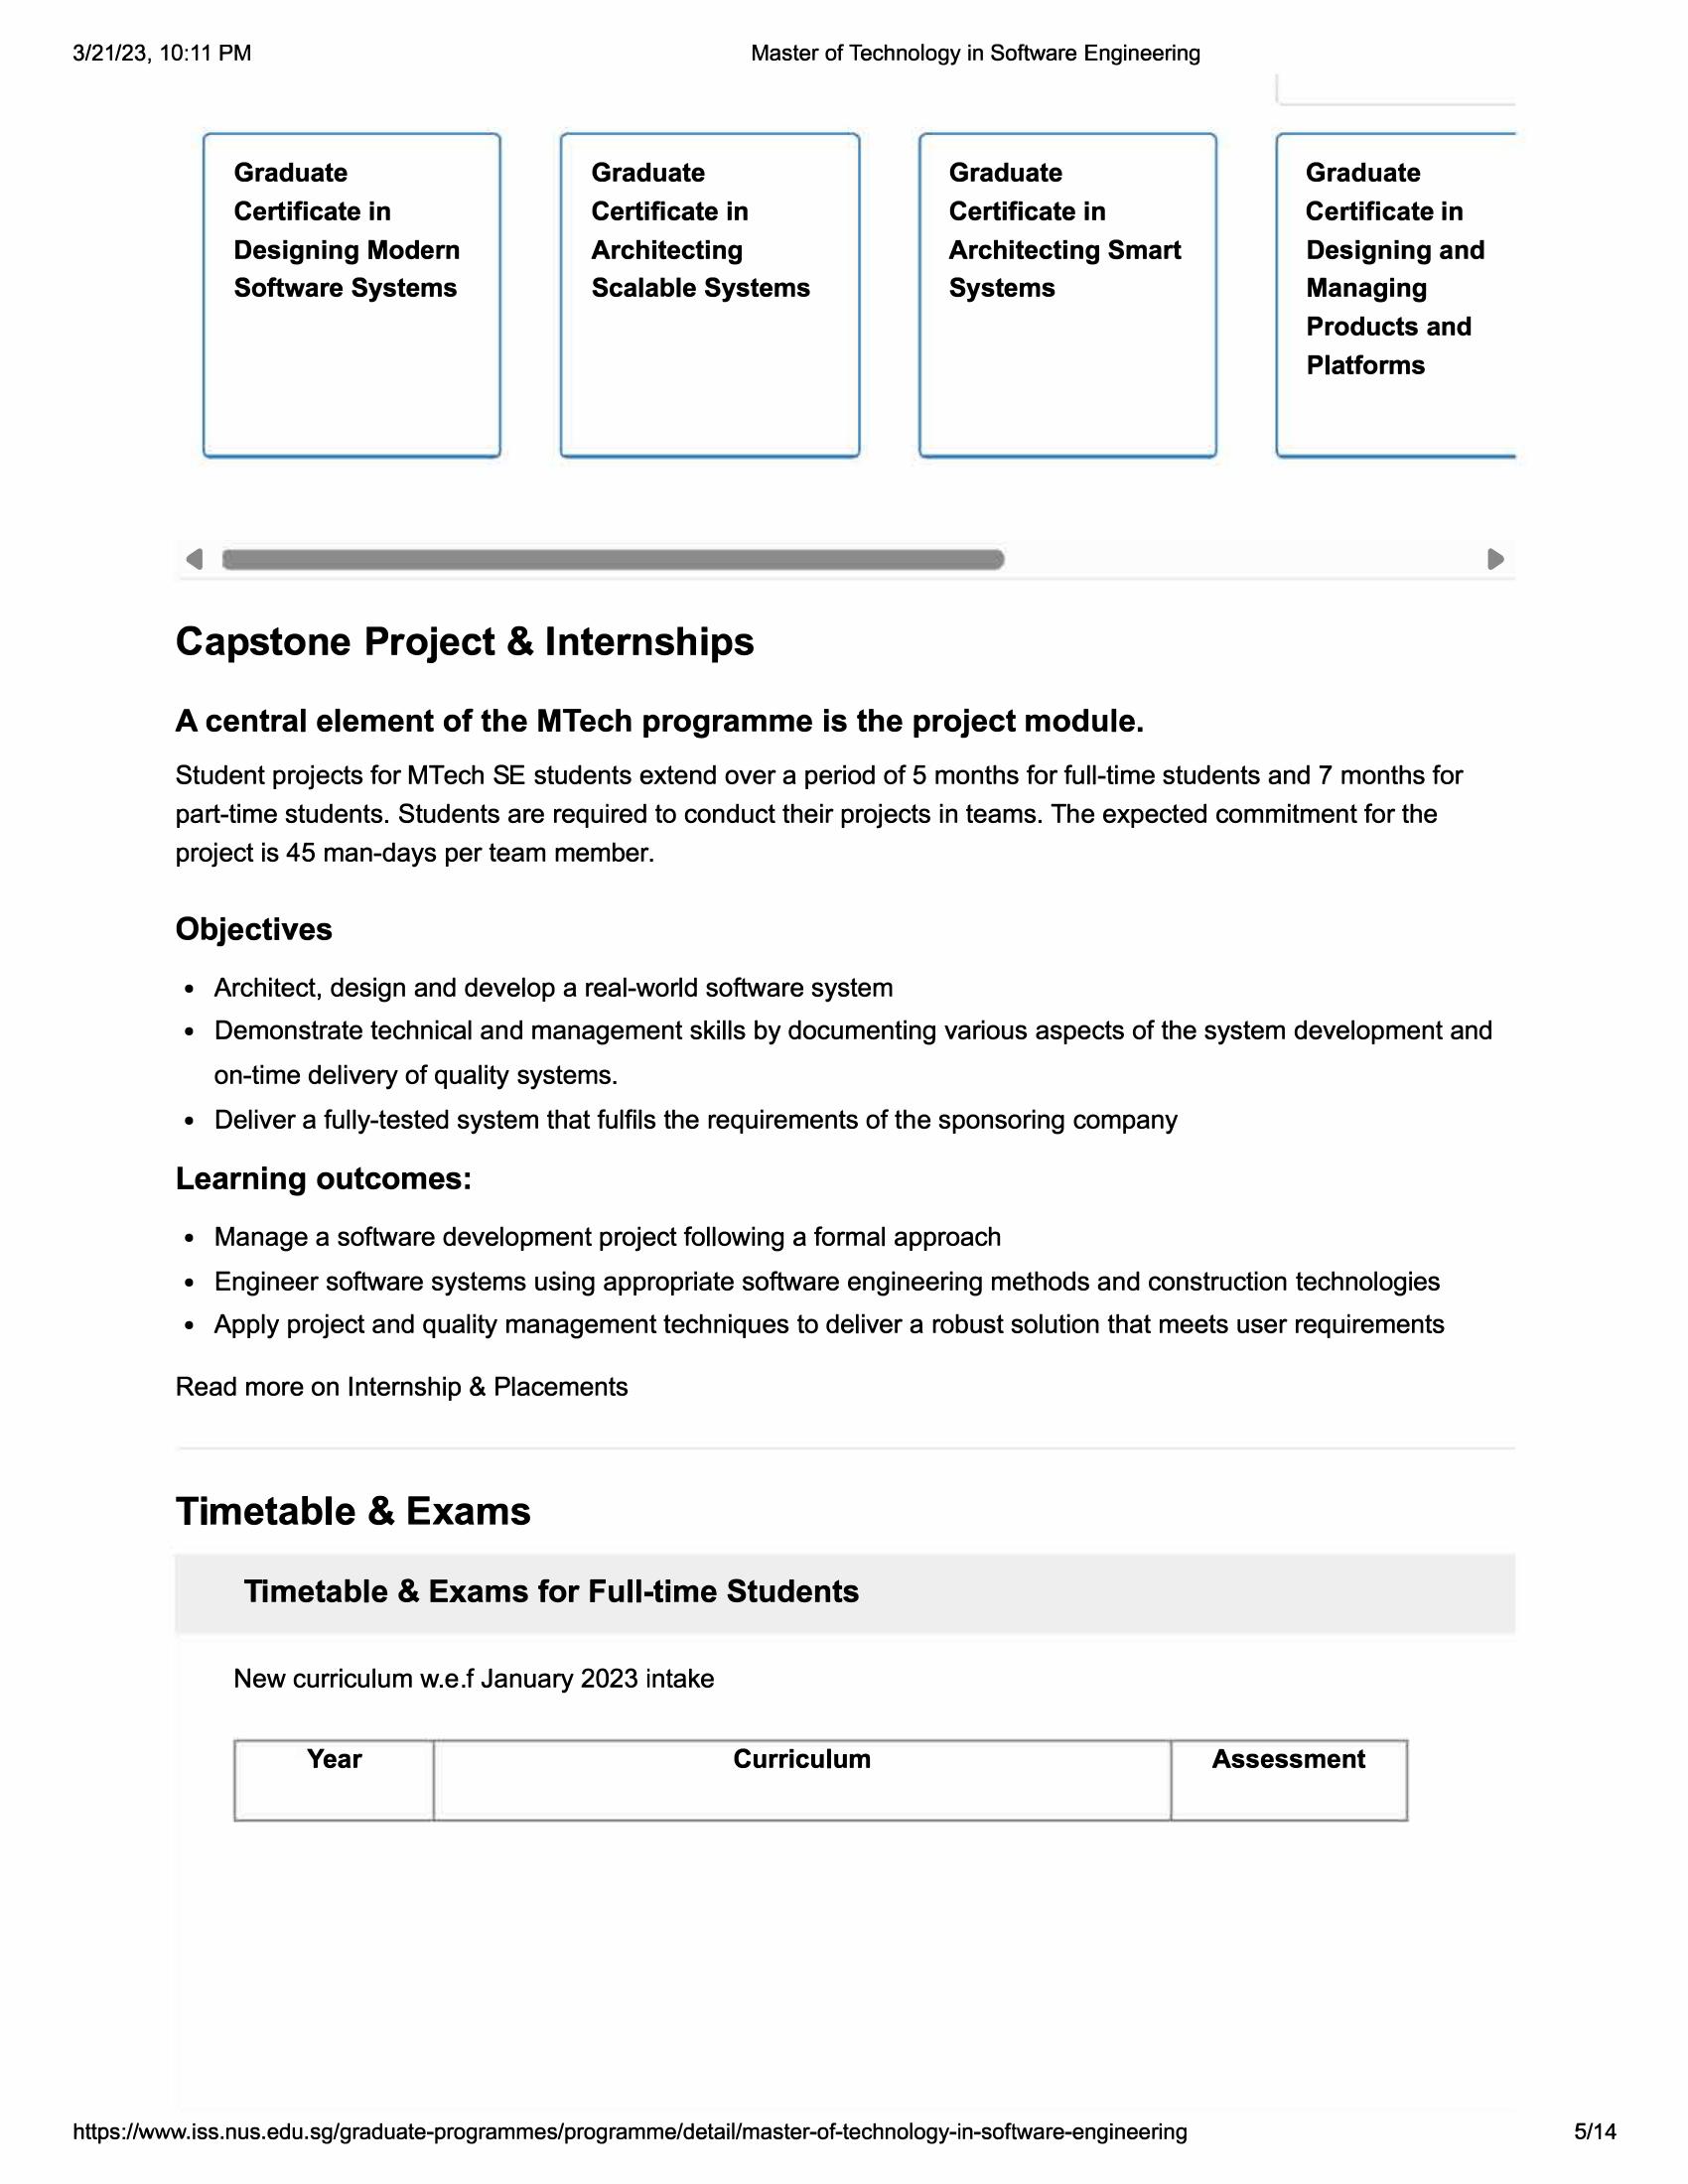 3/21/23, 10:11 PM
Master of Technology in Software Engineering
Graduate
Certificate in
Designing Modern
Software Systems
Graduate
Certificate in
Architecting
Scalable Systems
Graduate
Certificate in
Architecting Smart
Systems
Graduate
Certificate in
Designing and
Managing
Products and
Platforms
Capstone Project & Internships
A central element of the MTech programme is the project module.
Student projects for MTech SE students extend over a period of 5 months for full-time students and 7 months for
part-time students. Students are required to conduct their projects in teams. The expected commitment for the
project is 45 man-days per team member.
Objectives
• Architect, design and develop a real-world software system
• Demonstrate technical and management skills by documenting various aspects of the system development and
on-time delivery of quality systems.
• Deliver a fully-tested system that fulfils the requirements of the sponsoring company
Learning outcomes:
• Manage a software development project following a formal approach
• Engineer software systems using appropriate software engineering methods and construction technologies
• Apply project and quality management techniques to deliver a robust solution that meets user requirements
Read more on Internship & Placements
Timetable & Exams
Timetable & Exams for Full-time Students
New curriculum w.e.f January 2023 intake
Year Curriculum Assessment
https://www.iss.nus.edu.sg/graduate-programmes/programme/detail/master-of-technology-in-software-engineering
5/14